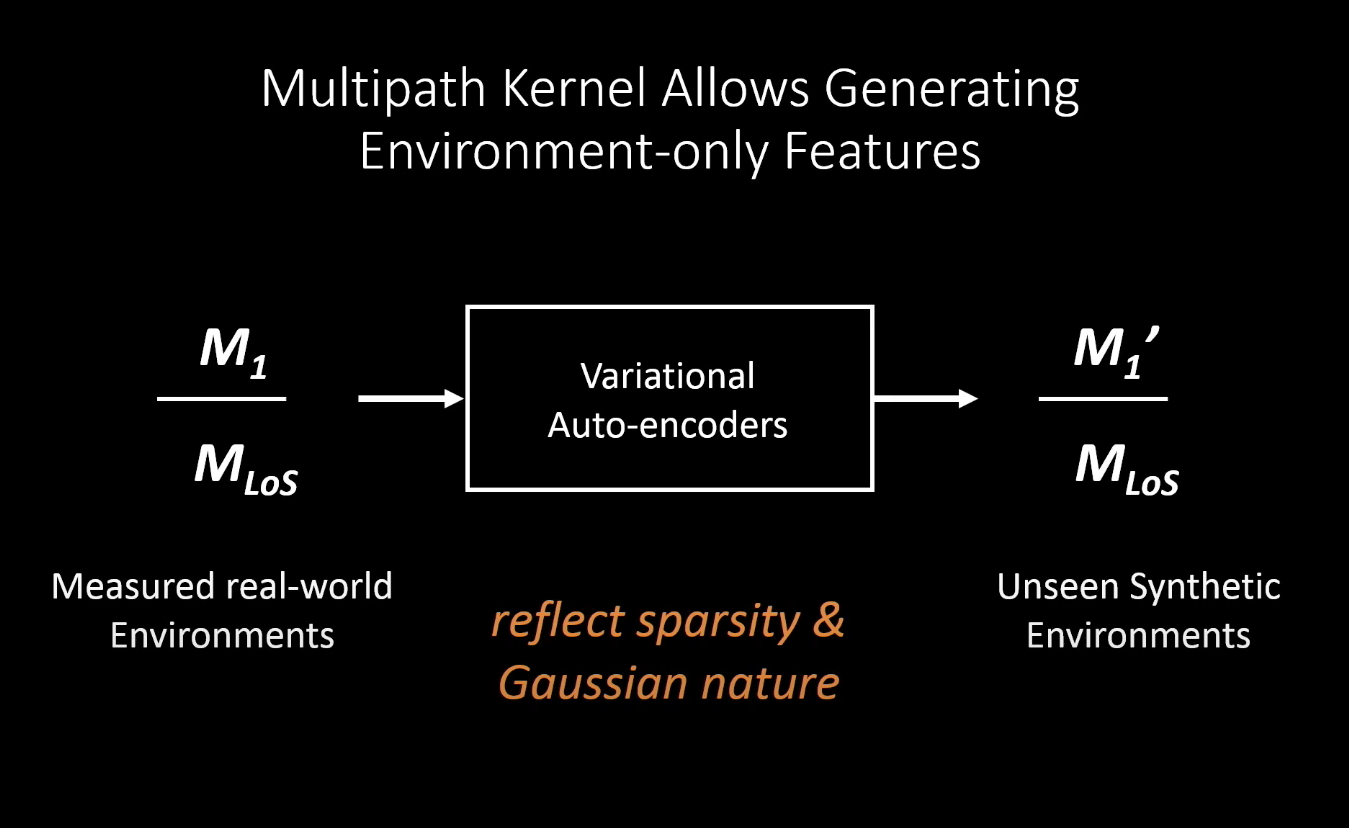 Multipath Kernel Allows Generating
Environment-only Features
M1
MLoS
Variational
Auto-encoders
M1’
MLoS
Measured real-world
Environments
reflect sparsity &
Gaussian nature
Unseen Synthetic
Environments